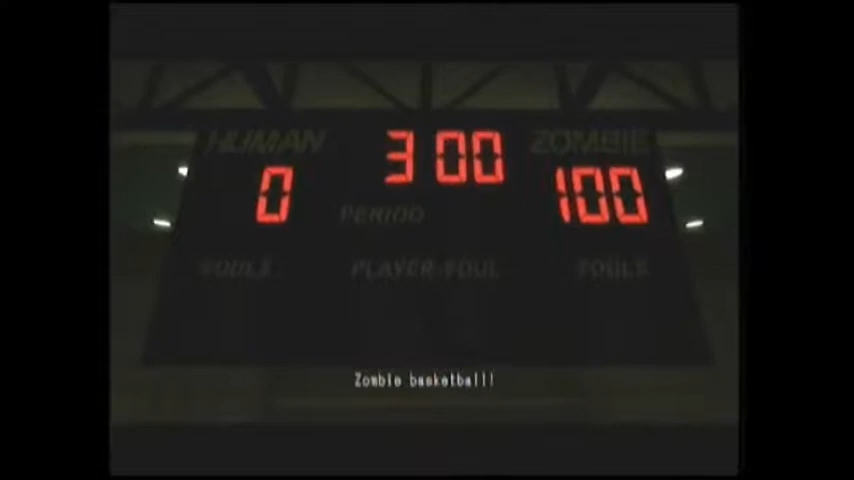 HUMAN 3 00 ZOMBIE
0 100
PERIOD
FOULS PLAYER-FOUL FOULS
Zombie basketball!